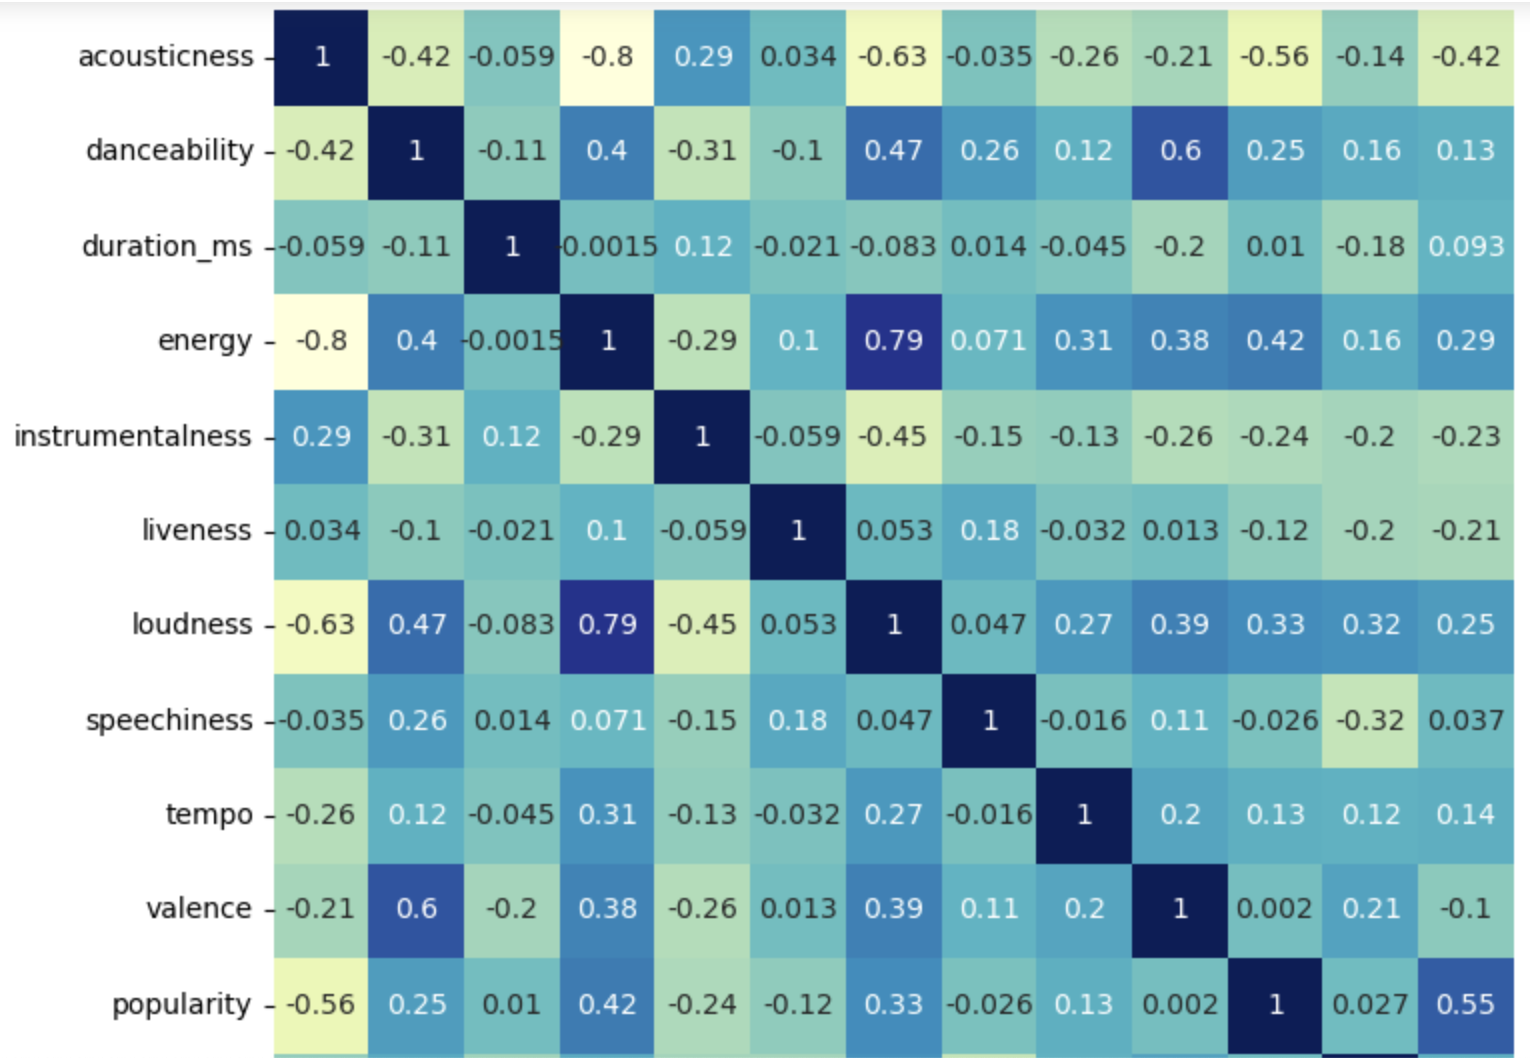 acousticness 1 -0.42 -0.059 -0.8 0.29 0.034 -0.63 -0.035 -0.26 -0.21 -0.56 -0.14 -0.42
danceability -0.42 1 -0.11 0.4 -0.31 -0.1 0.47 0.26 0.12 0.6 0.25 0.16 0.13
duration_ms -0.059 -0.11 1 -0.0015 0.12 -0.021 -0.083 0.014 -0.045 -0.2 0.01 -0.18 0.093
energy -0.8 0.4 -0.0015 1 -0.29 0.1 0.79 0.071 0.31 0.38 0.42 0.16 0.29
instrumentalness 0.29 -0.31 0.12 -0.29 1 -0.059 -0.45 -0.15 -0.13 -0.26 -0.24 -0.2 -0.23
liveness 0.034 -0.1 -0.021 0.1 -0.059 1 0.053 0.18 -0.032 0.013 -0.12 -0.2 -0.21
loudness -0.63 0.47 -0.083 0.79 -0.45 0.053 1 0.047 0.27 0.39 0.33 0.32 0.25
speechiness -0.035 0.26 0.014 0.071 -0.15 0.18 0.047 1 -0.016 0.11 -0.026 -0.32 0.037
tempo -0.26 0.12 -0.045 0.31 -0.13 -0.032 0.27 -0.016 1 0.2 0.13 0.12 0.14
valence -0.21 0.6 -0.2 0.38 -0.26 0.013 0.39 0.11 0.2 1 0.002 0.21 -0.1
popularity -0.56 0.25 0.01 0.42 -0.24 -0.12 0.33 -0.026 0.13 0.002 1 0.027 0.55